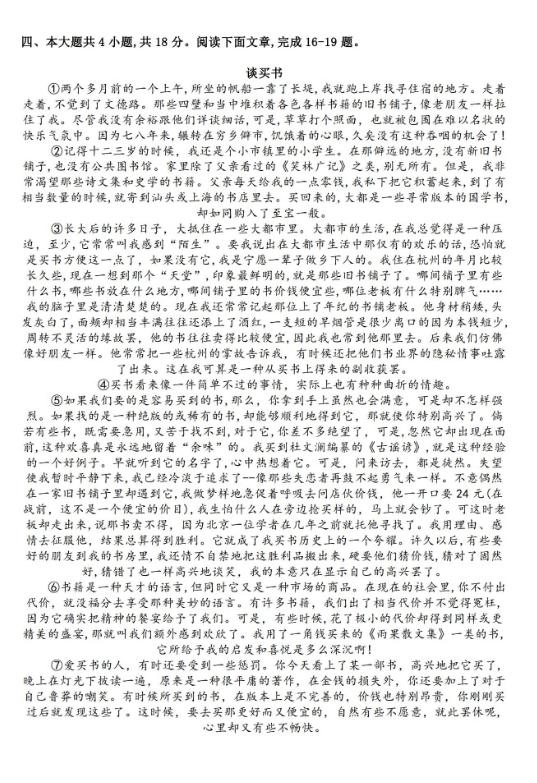 四、本大题共4小题,共18分。阅读下面文章,完成16-19题。
谈买书
①两个多月前的一个上午,所坐的帆船一靠了长堤,我就跑上岸找寻住宿的地方。走着
走着,不觉到了文德路。那些四壁和当中堆积着各色各样书籍的旧书铺子,像老朋友一样拉
住了我。尽管我没有余裕跟他们详谈细话,可是,草草打个照面,也就被包围在难以名状的
快乐气氛中。因为七八年来,辗转在穷乡僻市,饥饿着的心眼,久矣没有这种吞咽的机会了!
②记得十二三岁的时候,我还是个小市镇里的小学生。在那僻远的地方,没有新旧书
铺子,也没有公共图书馆。家里除了父亲看过的《笑林广记》之类,别无所有。但是,我非
常渴望那些诗文集和史学的书籍。父亲每天给我的一点零钱,我私下把它积蓄起来,到了有
相当数量的时候,就寄到汕头或上海的书店里去。买回来的,大都是一些寻常版本的国学书,
却如同购入了至宝一般。
③长大后的许多日子,大抵住在一些大都市里。大都市的生活,在我总觉得是一种压
迫,至少,它常常叫我感到“陌生”。要我说出在大都市生活中那仅有的欢乐的话,恐怕就
是买书方便这一点了,如果没有它,我是宁愿一辈子做乡下人的。我住在杭州的年月比较
长久些,现在一想到那个“天堂”,印象最鲜明的,就是那些旧书铺子了。哪间铺子里有些
什么书,哪些书放在什么地方,哪间铺子里的书价钱便宜些,哪位老板有什么特别脾气……
我的脑子里是清清楚楚的。现在我还常常记起那位上了年纪的书铺老板。他身材稍矮,头
发灰白了,面颊却相当丰满往往还添上了酒红,一支短的旱烟管是很少离口的因为本钱短少,
周转不灵活的缘故罢,他的书往往卖得比较便宜,因此我也常到他那里去。后来我们仿佛
像好朋友一样。他常常把一些杭州的掌故告诉我,有时候还把他们书业界的隐秘情事吐露
了出来。这在我可算是一种从买书上得来的副收获罢。
④买书看来像一件简单不过的事情,实际上也有种种曲折的情趣。
⑤如果我们要的是容易买到的书,那么,你拿到手上虽然也会满意,可是却不怎样强
烈。如果找的是一种绝版的或稀有的书,却能够顺利地得到它,那就使你特别高兴了。倘
若有些书,既需要急用,又苦于找不到,对于它,你差不多绝望了,可是,忽然它却出现在面
前,这种欢喜真是永远地留着“余味”的。我买到杜文澜编纂的《古谣谚》,就是这种经验
的一个好例子。早就听到它的名字了,心中热想着它。可是,问来访去,都是徒然。失望
使我暂时平静下来,我已经冷淡于追求了--像那些失恋者再鼓不起勇气来一样。不意偶然
在一家旧书铺子里却遇到它,我做梦样地急促着呼吸去问店伙价钱,他一开口要24元(在
战前,这不是一个便宜的价目),我生怕什么人在旁边抢买样的,马上就会钞了。可这时老
板却走出来,说那书卖不得,因为北京一位学者在几年之前就托他寻找了。我用理由、感
情去征服他,结果总算得到胜利。它就成了我买书历史上的一个夸耀。许久以后,有些要
好的朋友到我的书房里,我还情不自禁地把这胜利品搬出来,硬要他们猜价钱,猜对了固然
好,猜错了也一样高兴地谈笑,我的本意只在显示自己的高兴罢了。
⑥书籍是一种天才的语言,但同时它又是一种市场的商品。在现在的社会里,你不付出
代价,就没福分去享受那种美妙的语言。有许多书籍,我们出了相当代价并不觉得冤枉,
因为它确实把精神的餐宴给予了我们。可是,有些时候,花了极小的代价却得到同样或更
精美的盛宴,那就叫我们额外感到欢欣了。我用了一角钱买来的《雨果散文集》一类的书,
它所给予我的启发和喜悦是多么深沉啊!
⑦爱买书的人,有时还要受到一些惩罚。你今天看上了某一部书,高兴地把它买了,
晚上在灯光下披读一遍,原来是一种很平庸的著作,在金钱的损失外,你还要加上了对于
自己鲁莽的嘲笑。有时候所买到的书,在版本上是不完善的,价钱也特别昂贵,你刚刚买
过后就发现这些了。这时候,要去买那更好而又便宜的,自然有些不愿意,就此罢休呢,
心里却又有些不畅快。